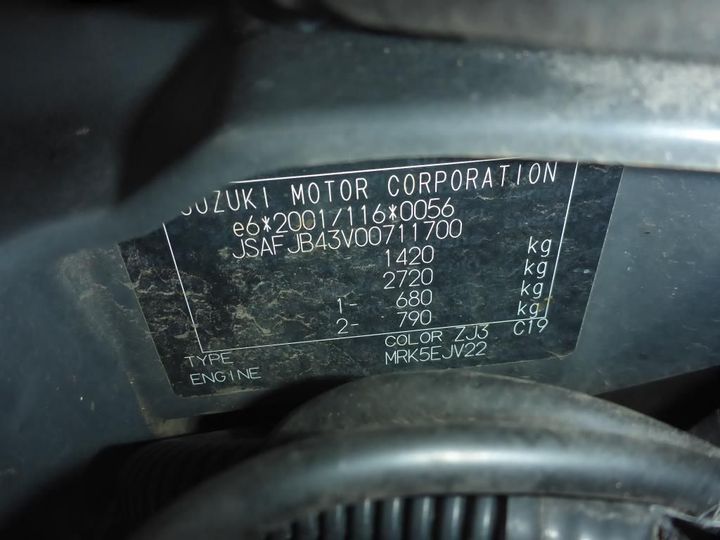 SUZUKI MOTOR CORPORATION
e6*2001/116*0056
JSAFJB43V00711700
1420 kg
2720 kg
1- 680 kg
2- 790 kg
TYPE COLOR ZJ3 C19
ENGINE MRK5EJV22